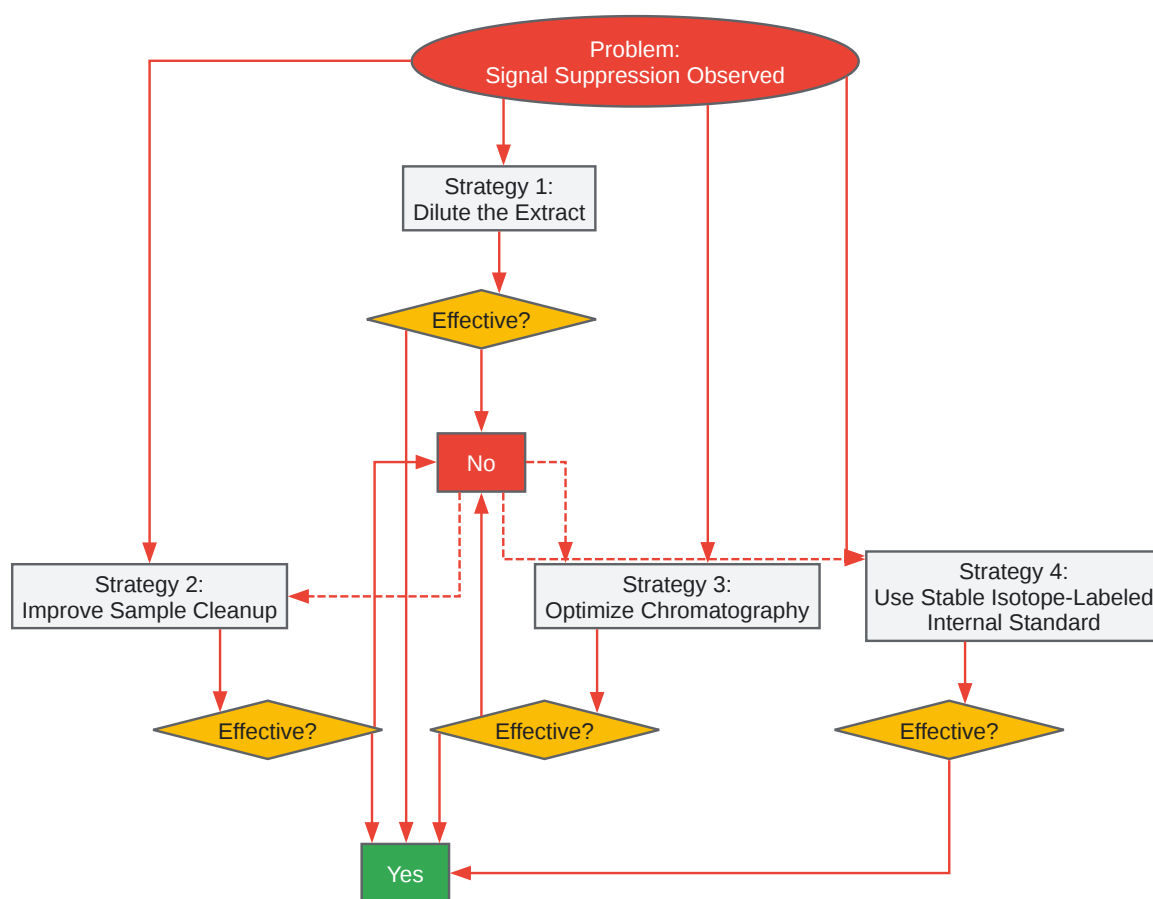 Problem:
Signal Suppression Observed
Strategy 1:
Dilute the Extract
Effective?
No
Strategy 2:
Improve Sample Cleanup
Strategy 3:
Optimize Chromatography
Strategy 4:
Use Stable Isotope-Labeled
Internal Standard
Effective?
Effective?
Effective?
Yes